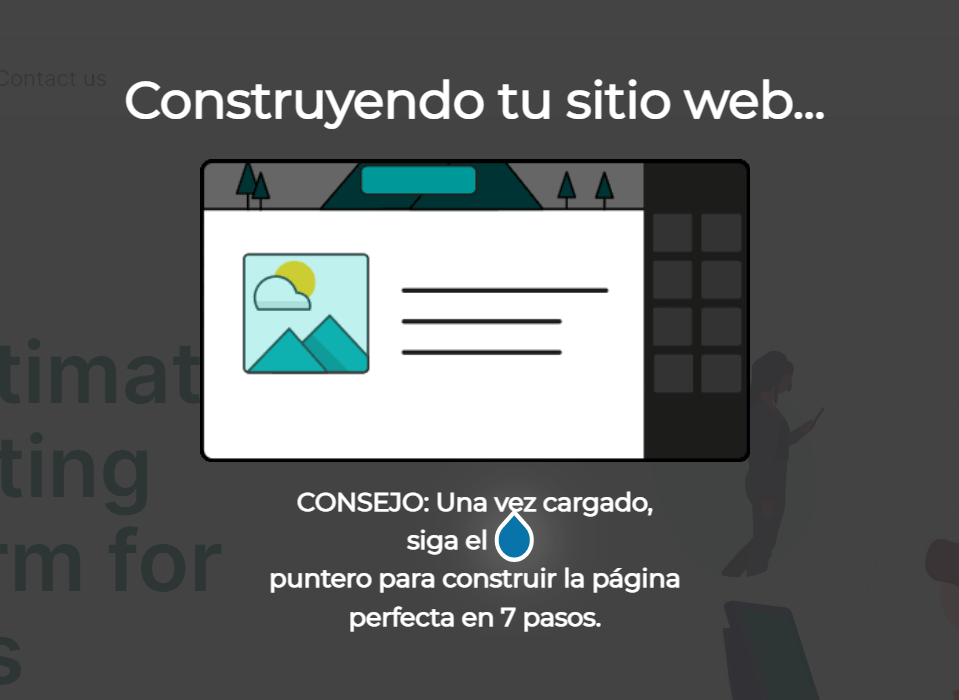 Contact us
Construyendo tu sitio web...
CONSEJO: Una vez cargado,
siga el
puntero para construir la página
perfecta en 7 pasos.
timat
ting
rm for
s